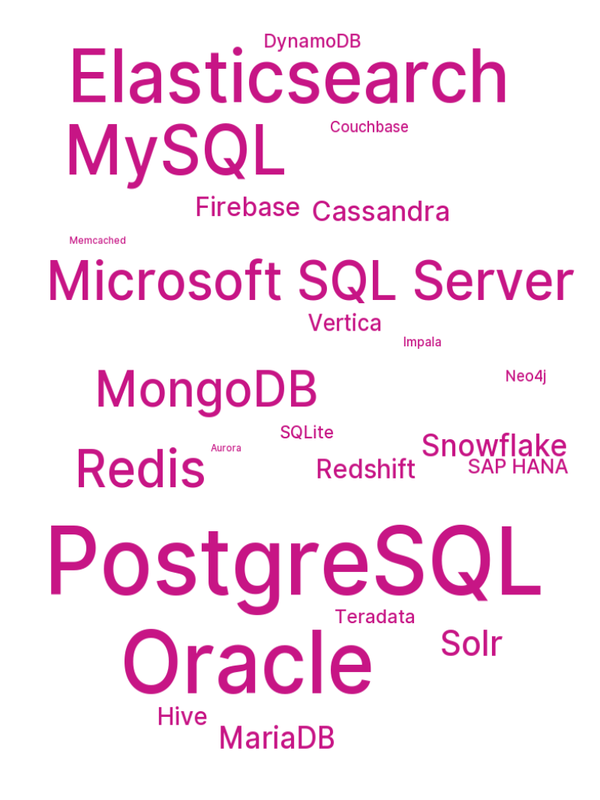 DynamoDB
Elasticsearch
Couchbase
MySQL
Firebase
Cassandra
Memcached
Microsoft SQL Server
Vertica
Impala
Neo4j
MongoDB
SQLite
Snowflake
Aurora
SAP HANA
Redis
Redshift
PostgreSQL
Teradata
Solr
Oracle
Hive
MariaDB